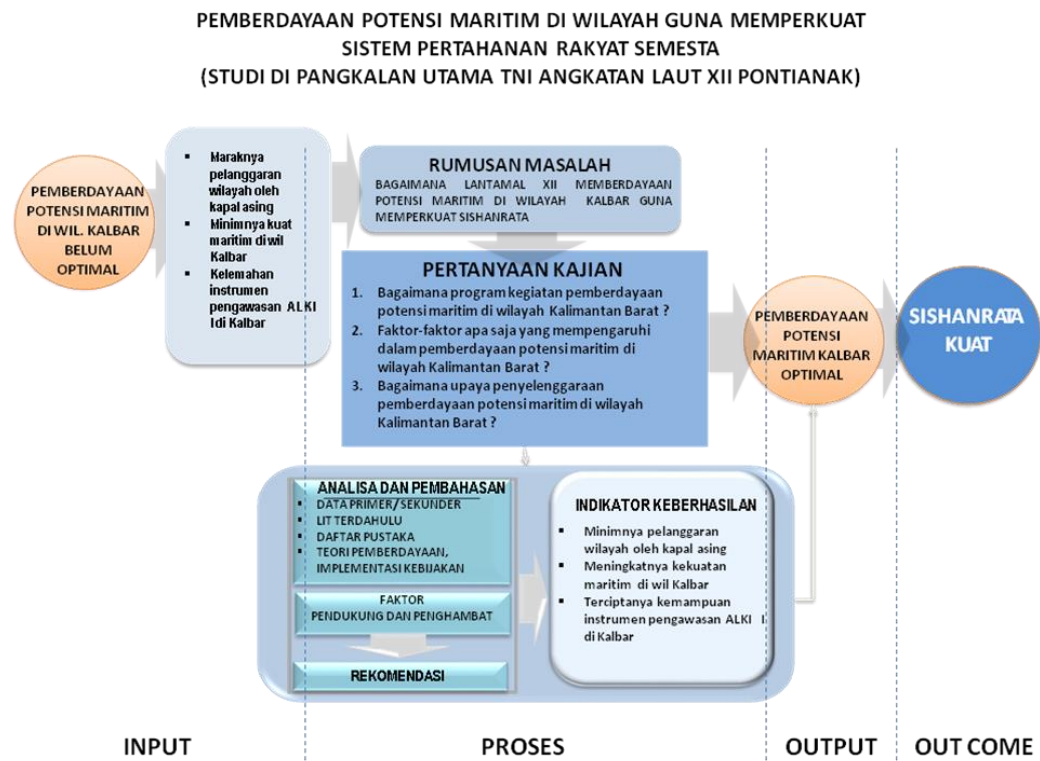 PEMBERDAYAAN POTENSI MARITIM DI WILAYAH GUNA MEMPERKUAT
SISTEM PERTAHANAN RAKYAT SEMESTA
(STUDI DI PANGKALAN UTAMA TNI ANGKATAN LAUT XII PONTIANAK)
PEMBERDAYAAN
POTENSI MARITIM
DI WIL. KALBAR
BELUM
OPTIMAL
▪ Maraknya
pelanggaran
wilayah oleh
kapal asing
▪ Minimnya kuat
maritim di wil
Kalbar
▪ Kelemahan
instrumen
pengawasan ALKI
I di Kalbar
RUMUSAN MASALAH
BAGAIMANA LANTAMAL XII MEMBERDAYAAN
POTENSI MARITIM DI WILAYAH KALBAR GUNA
MEMPERKUAT SISHANRATA
PERTANYAAN KAJIAN
1. Bagaimana program kegiatan pemberdayaan
potensi maritim di wilayah Kalimantan Barat ?
2. Faktor-faktor apa saja yang mempengaruhi
dalam pemberdayaan potensi maritim di
wilayah Kalimantan Barat ?
3. Bagaimana upaya penyelenggaraan
pemberdayaan potensi maritim di wilayah
Kalimantan Barat ?
PEMBERDAYAAN
POTENSI
MARITIM KALBAR
OPTIMAL
SISHANRATA
KUAT
ANALISA DAN PEMBAHASAN
▪ DATA PRIMER/SEKUNDER
▪ LIT TERDAHULU
▪ DAFTAR PUSTAKA
▪ TEORI PEMBERDAYAAN,
IMPLEMENTASI KEBIJAKAN
FAKTOR
PENDUKUNG DAN PENGHAMBAT
REKOMENDASI
INDIKATOR KEBERHASILAN
▪ Minimnya pelanggaran
wilayah oleh kapal asing
▪ Meningkatnya kekuatan
maritim di wil Kalbar
▪ Terciptanya kemampuan
instrumen pengawasan ALKI I
di Kalbar
INPUT
PROSES
OUTPUT
OUT COME